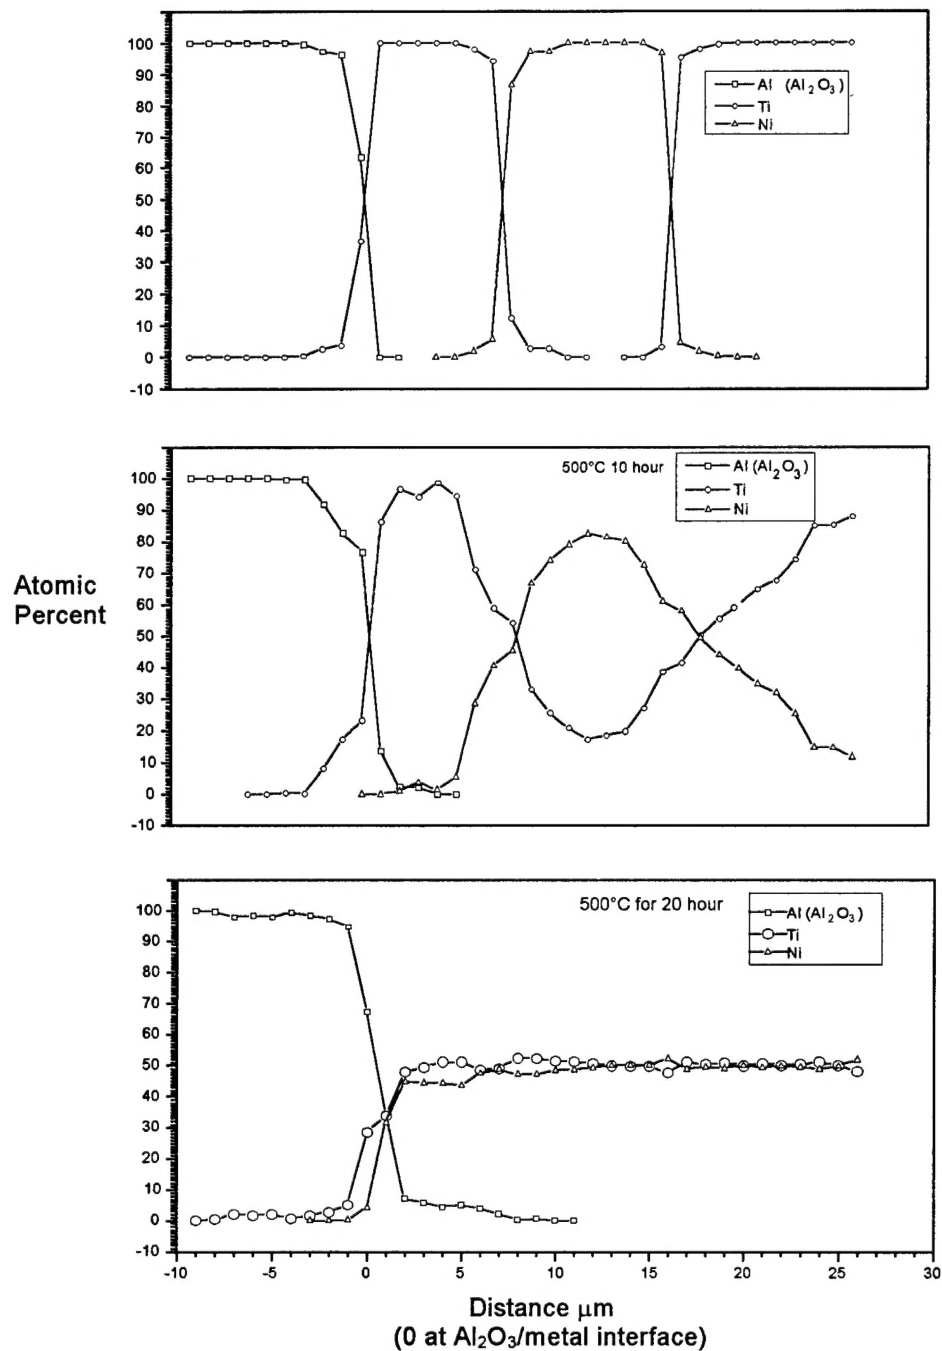 100
90
80
70
60
50
40
30
20
10
0
-10
Al (Al₂O₃)
Ti
Ni
100
90
80
70
60
50
40
30
20
10
0
-10
500°C 10 hour
Al (Al₂O₃)
Ti
Ni
Atomic
Percent
100
90
80
70
60
50
40
30
20
10
0
-10
500°C for 20 hour
Al (Al₂O₃)
Ti
Ni
-10 -5 0 5 10 15 20 25 30
Distance μm
(0 at Al₂O₃/metal interface)